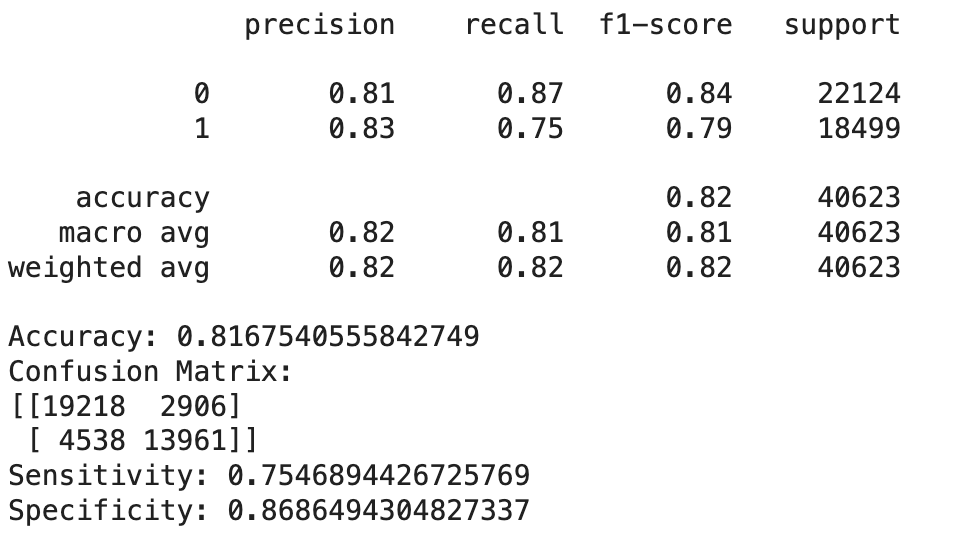 precision    recall  f1-score   support

           0       0.81      0.87      0.84     22124
           1       0.83      0.75      0.79     18499

    accuracy                           0.82     40623
   macro avg       0.82      0.81      0.81     40623
weighted avg       0.82      0.82      0.82     40623

Accuracy: 0.8167540555842749
Confusion Matrix:
[[19218  2906]
 [ 4538 13961]]
Sensitivity: 0.7546894426725769
Specificity: 0.8686494304827337